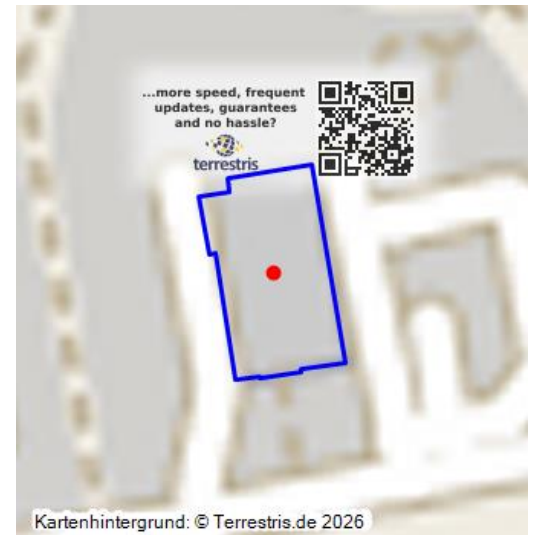 ...more speed, frequent
updates, guarantees
and no hassle?
terrestris
Kartenhintergrund: © Terrestris.de 2026